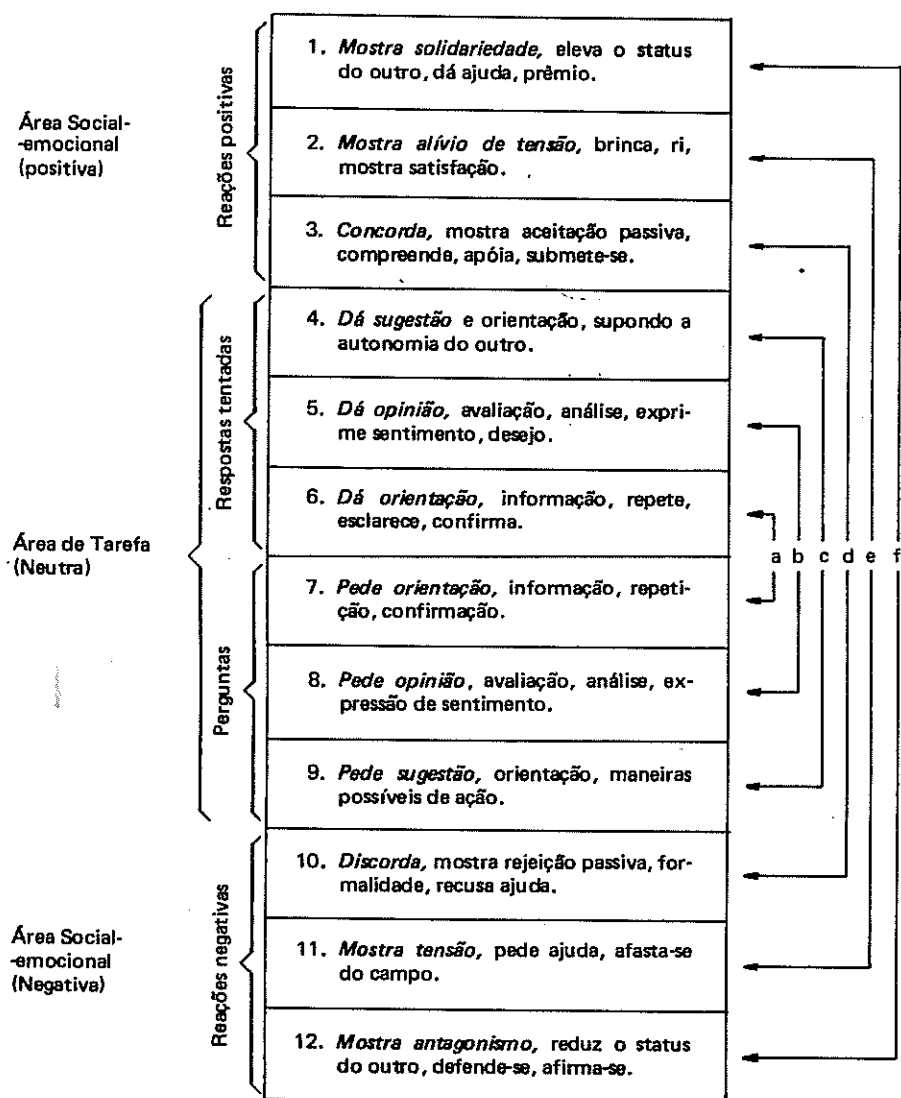 Área Social-
-emocional
(positiva)
Reações positivas
1. Mostra solidariedade, eleva o status
do outro, dá ajuda, prêmio.
2. Mostra alívio de tensão, brinca, ri,
mostra satisfação.
3. Concorda, mostra aceitação passiva,
compreende, apóia, submete-se.
Área de Tarefa
(Neutra)
Respostas tentadas
4. Dá sugestão e orientação, supondo a
autonomia do outro.
5. Dá opinião, avaliação, análise, expri-
me sentimento, desejo.
6. Dá orientação, informação, repete,
esclarece, confirma.
Perguntas
7. Pede orientação, informação, repeti-
ção, confirmação.
8. Pede opinião, avaliação, análise, ex-
pressão de sentimento.
9. Pede sugestão, orientação, maneiras
possíveis de ação.
Área Social-
-emocional
(Negativa)
Reações negativas
10. Discorda, mostra rejeição passiva, for-
malidade, recusa ajuda.
11. Mostra tensão, pede ajuda, afasta-se
do campo.
12. Mostra antagonismo, reduz o status
do outro, defende-se, afirma-se.
a b c d e f